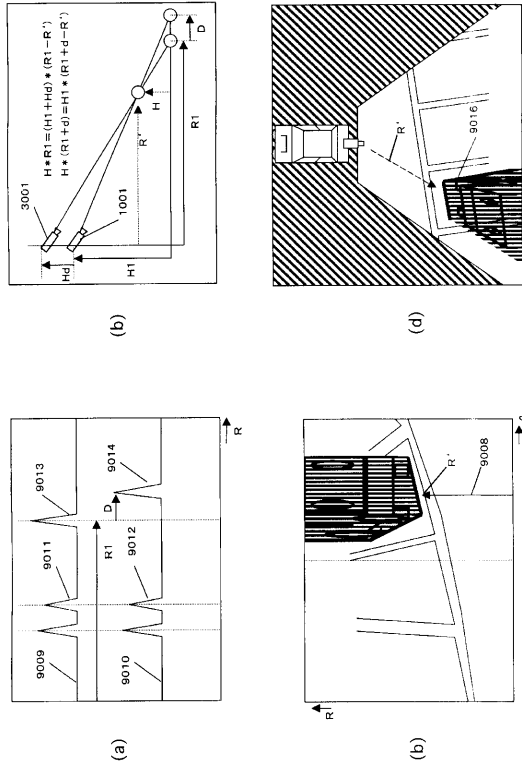 (a)
9009
9011
9013
9010
R1
9012
D
9014
R
(b)
3001
1001
H*R1=(H1+Hd)*(R1-R')
H*(R1+d)=H1*(R1+d-R')
Hd
H1
R'
H
R1
D
(b)
R
R'
9008
(d)
R'
9016